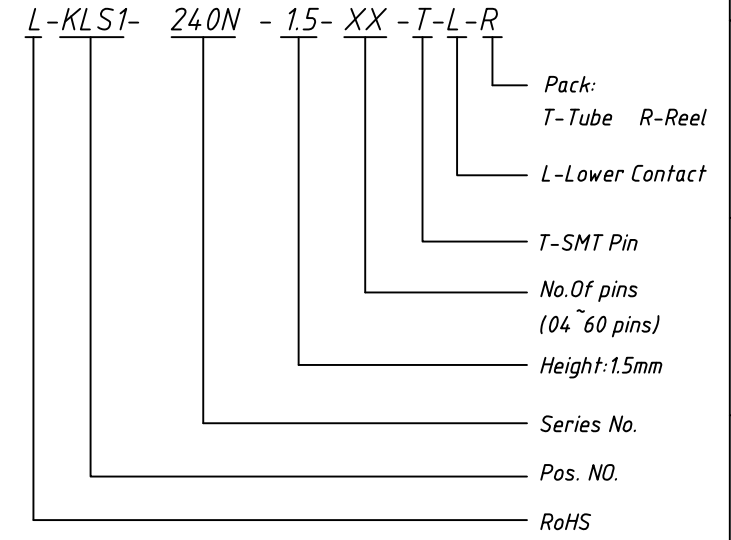 L-KLS1- 240N - 1.5- XX -T-L-R
Pack:
T-Tube R-Reel
L-Lower Contact
T-SMT Pin
No.Of pins
(04~60 pins)
Height:1.5mm
Series No.
Pos. NO.
RoHS